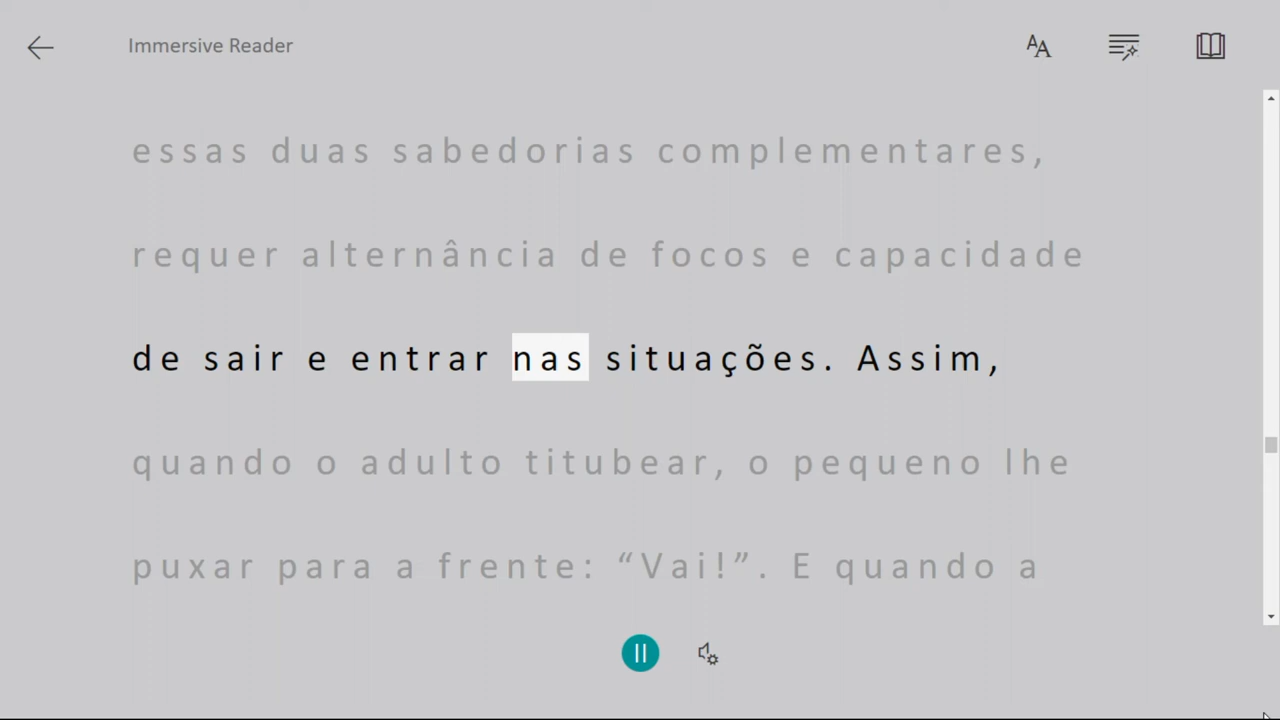 Immersive Reader
essas duas sabedorias complementares,
requer alternância de focos e capacidade
de sair e entrar nas situações. Assim,
quando o adulto titubear, o pequeno lhe
puxar para a frente: “Vai!”. E quando a